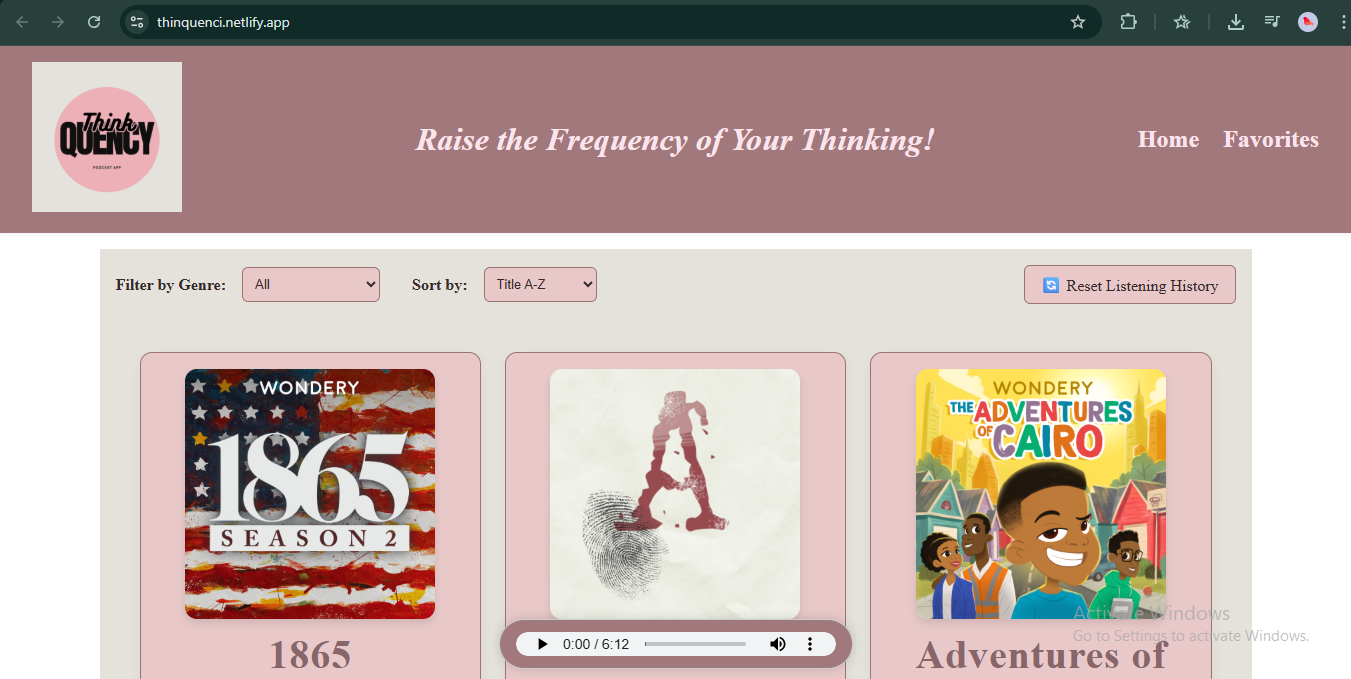 thinquenci.netlify.app
Think
QUENCY
PODCAST APP
Raise the Frequency of Your Thinking!
Home Favorites
Filter by Genre: All Sort by: Title A-Z Reset Listening History
WONDERY
1865
SEASON 2
A
WONDERY
THE ADVENTURES
OF CAIRO
1865
Adventures of
0:00 / 6:12
Activate Windows
Go to Settings to activate Windows.